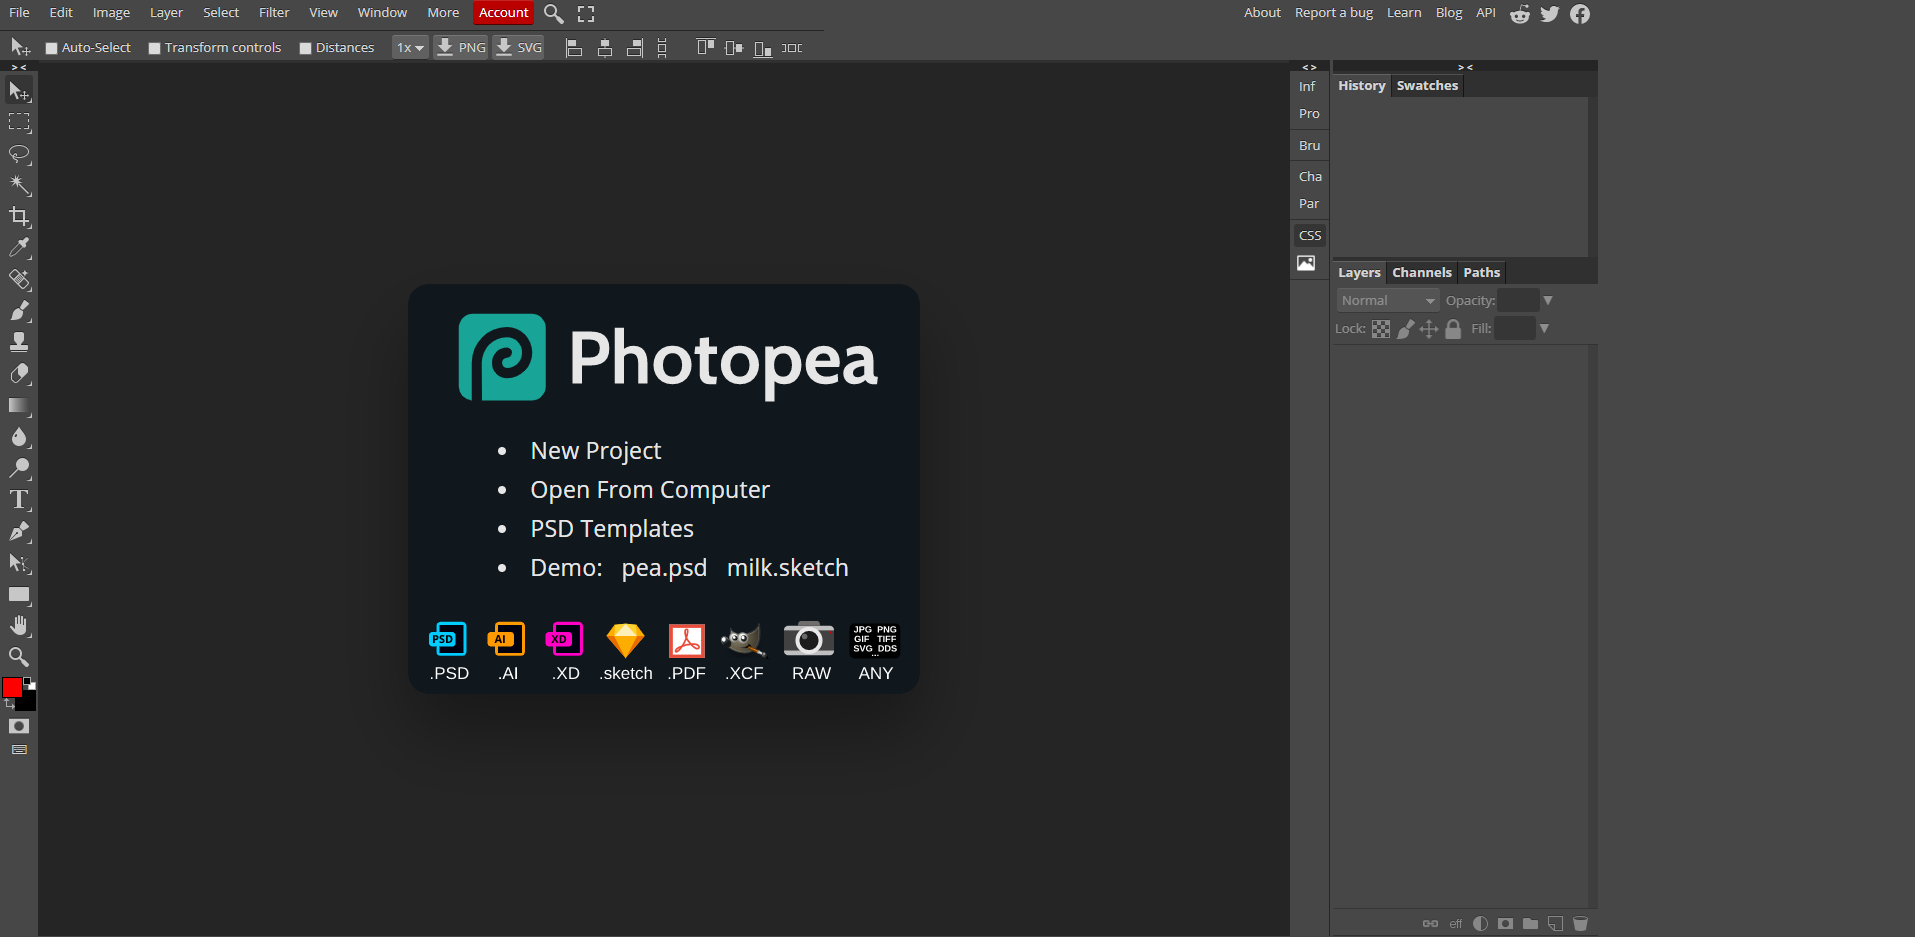 File Edit Image Layer Select Filter View Window More Account About Report a bug Learn Blog API
Auto-Select Transform controls Distances 1x PNG SVG
> < < > > <
Inf
Pro
Bru
Cha
Par
CSS
History Swatches
Layers Channels Paths
Normal Opacity:
Lock: Fill:
Photopea
• New Project
• Open From Computer
• PSD Templates
• Demo: pea.psd milk.sketch
PSD AI XD
JPG PNG
GIF TIFF
SVG DDS
...
.PSD .AI .XD .sketch .PDF .XCF RAW ANY
T
eff